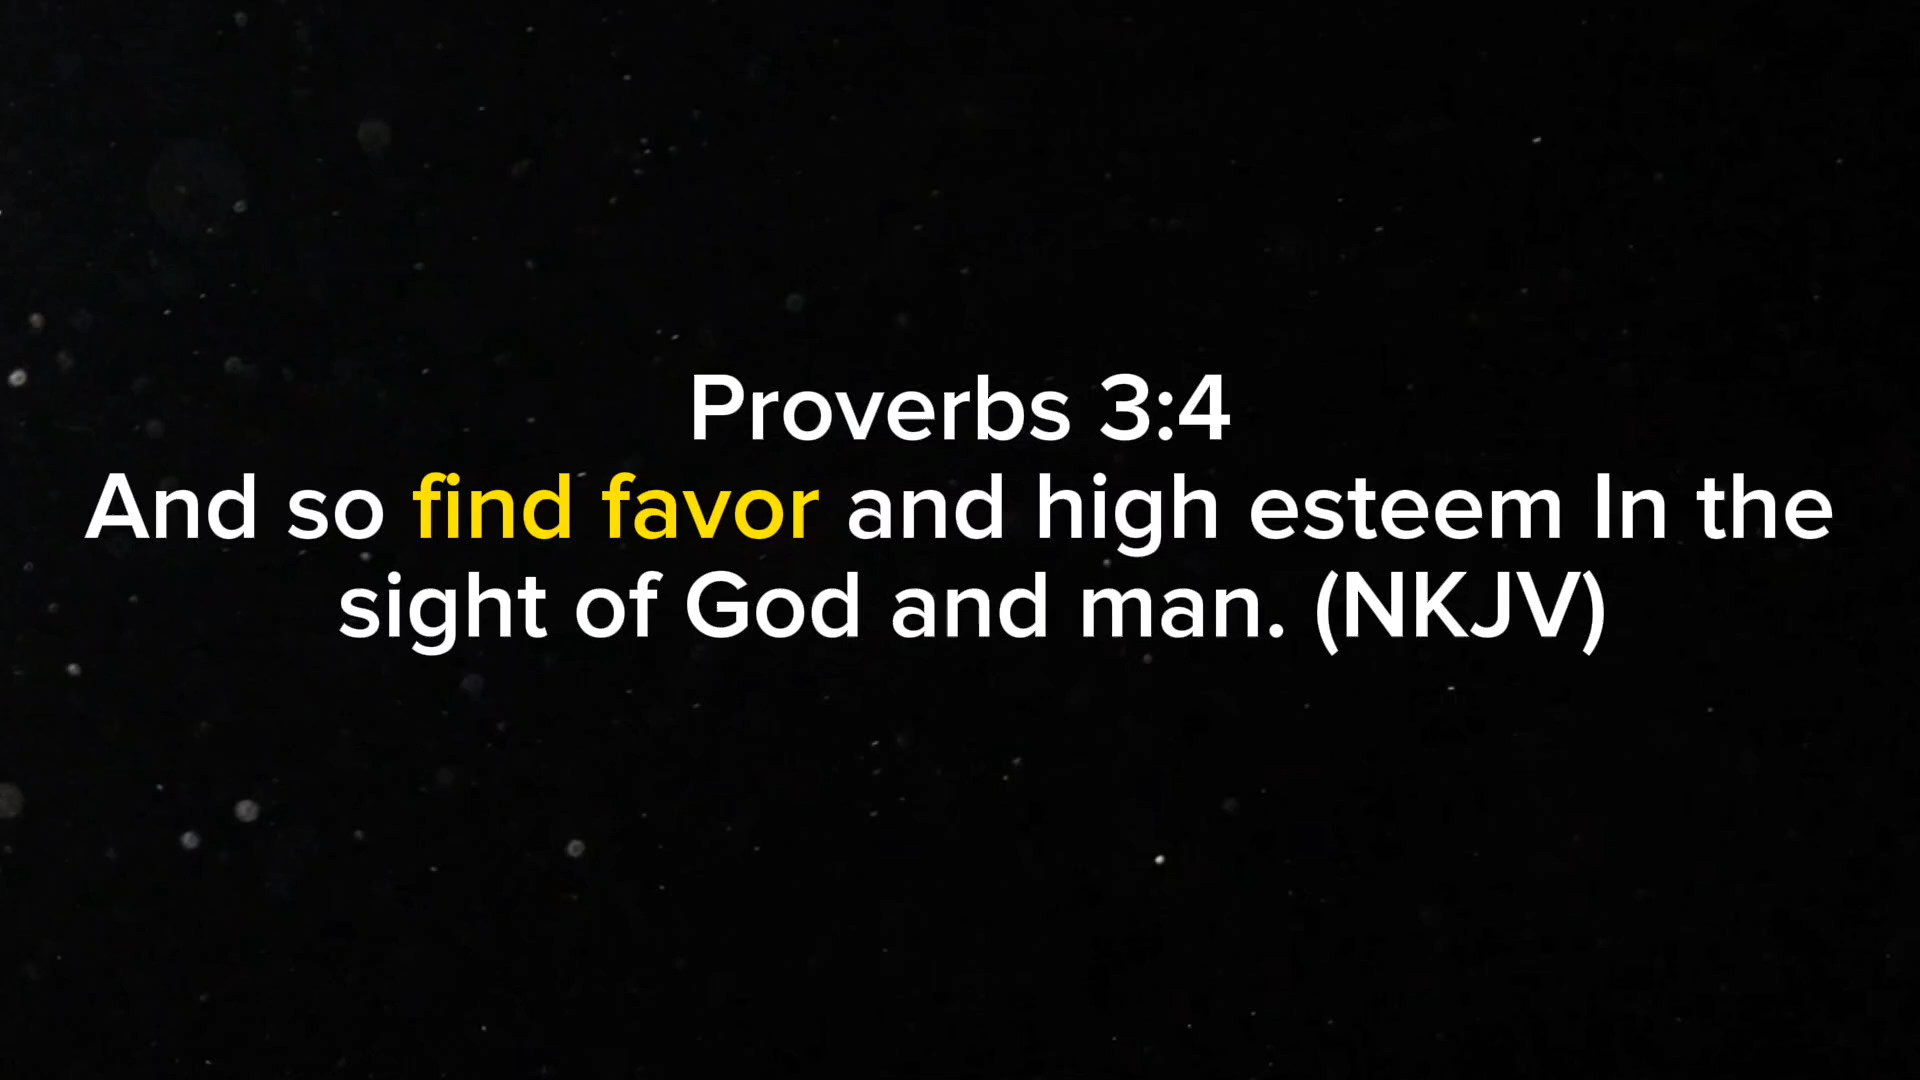 Proverbs 3:4
And so find favor and high esteem In the
sight of God and man. (NKJV)